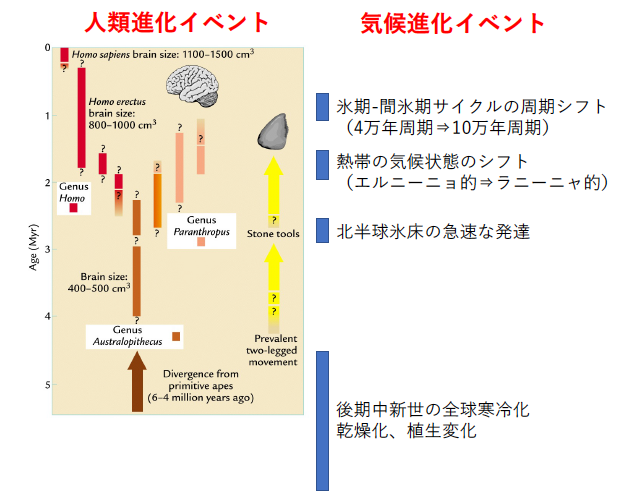 人類進化イベント
気候進化イベント
0
1
2
3
4
5
Age (Myr)
Homo sapiens brain size: 1100–1500 cm³
?
?
Homo erectus
brain size:
800–1000 cm³
?
?
?
?
?
?
Genus
Homo
?
?
?
?
?
Genus
Paranthropus
?
?
?
?
Brain size:
400–500 cm³
?
Genus
Australopithecus
Divergence from
primitive apes
(6–4 million years ago)
?
Stone tools
?
?
Prevalent
two-legged
movement
氷期-間氷期サイクルの周期シフト
（4万年周期⇒10万年周期）
熱帯の気候状態のシフト
（エルニーニョ的⇒ラニーニャ的）
北半球氷床の急速な発達
後期中新世の全球寒冷化
乾燥化、植生変化